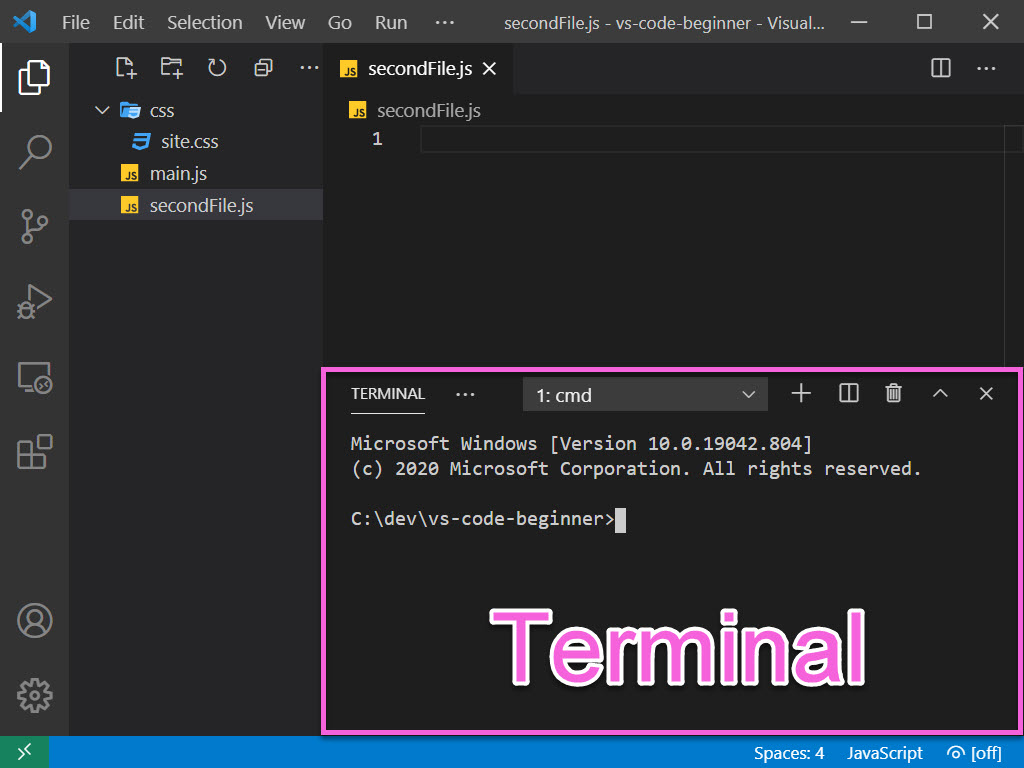 File Edit Selection View Go Run ··· secondFile.js - vs-code-beginner - Visual...
JS secondFile.js
css
JS secondFile.js
1
site.css
JS main.js
JS secondFile.js
TERMINAL ··· 1: cmd
Microsoft Windows [Version 10.0.19042.804]
(c) 2020 Microsoft Corporation. All rights reserved.
C:\dev\vs-code-beginner>
Terminal
Spaces: 4 JavaScript [off]